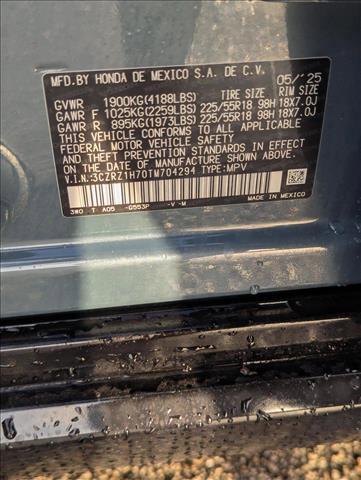 MFD. BY HONDA DE MEXICO S.A. DE C.V. 05/'25
GVWR 1900KG(4188LBS) TIRE SIZE RIM SIZE
GAWR F 1025KG(2259LBS) 225/55R18 98H 18X7.0J
GAWR R 895KG(1973LBS) 225/55R18 98H 18X7.0J
THIS VEHICLE CONFORMS TO ALL APPLICABLE
FEDERAL MOTOR VEHICLE SAFETY AND
THEFT PREVENTION STANDARDS IN EFFECT
ON THE DATE OF MANUFACTURE SHOWN ABOVE.
V.I.N.:3CZRZ1H70TM704294 TYPE:MPV
3WO T A05 -G553P -V-M MADE IN MEXICO